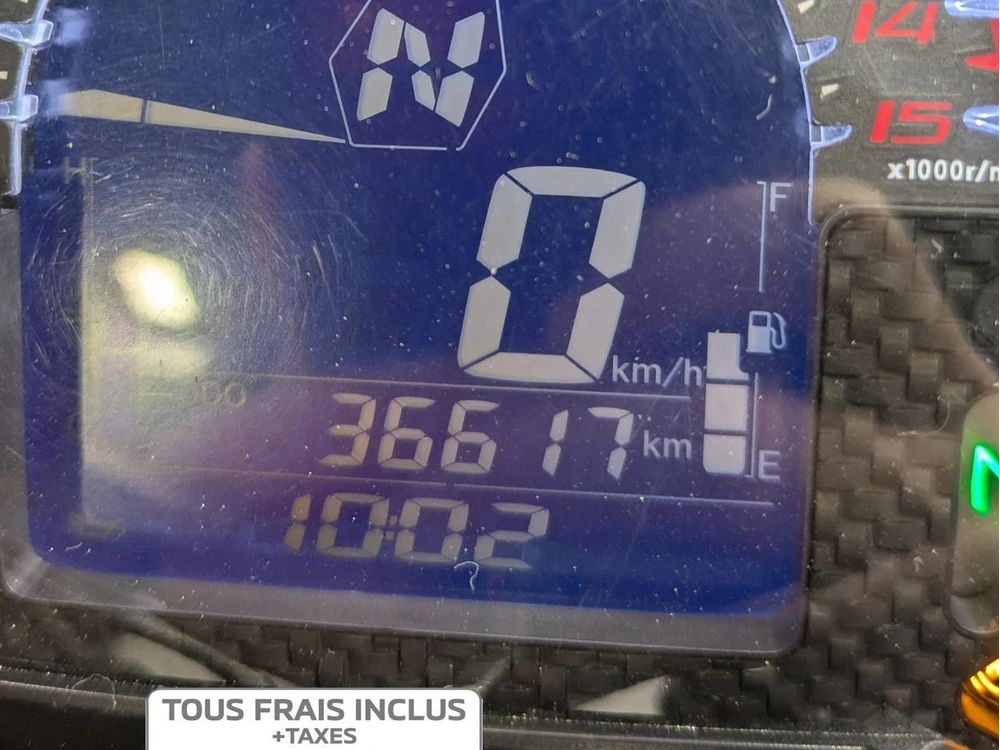 14
N
15
x1000r/m
H
F
0 km/h
36617 km
E
10:02
N
TOUS FRAIS INCLUS
+TAXES